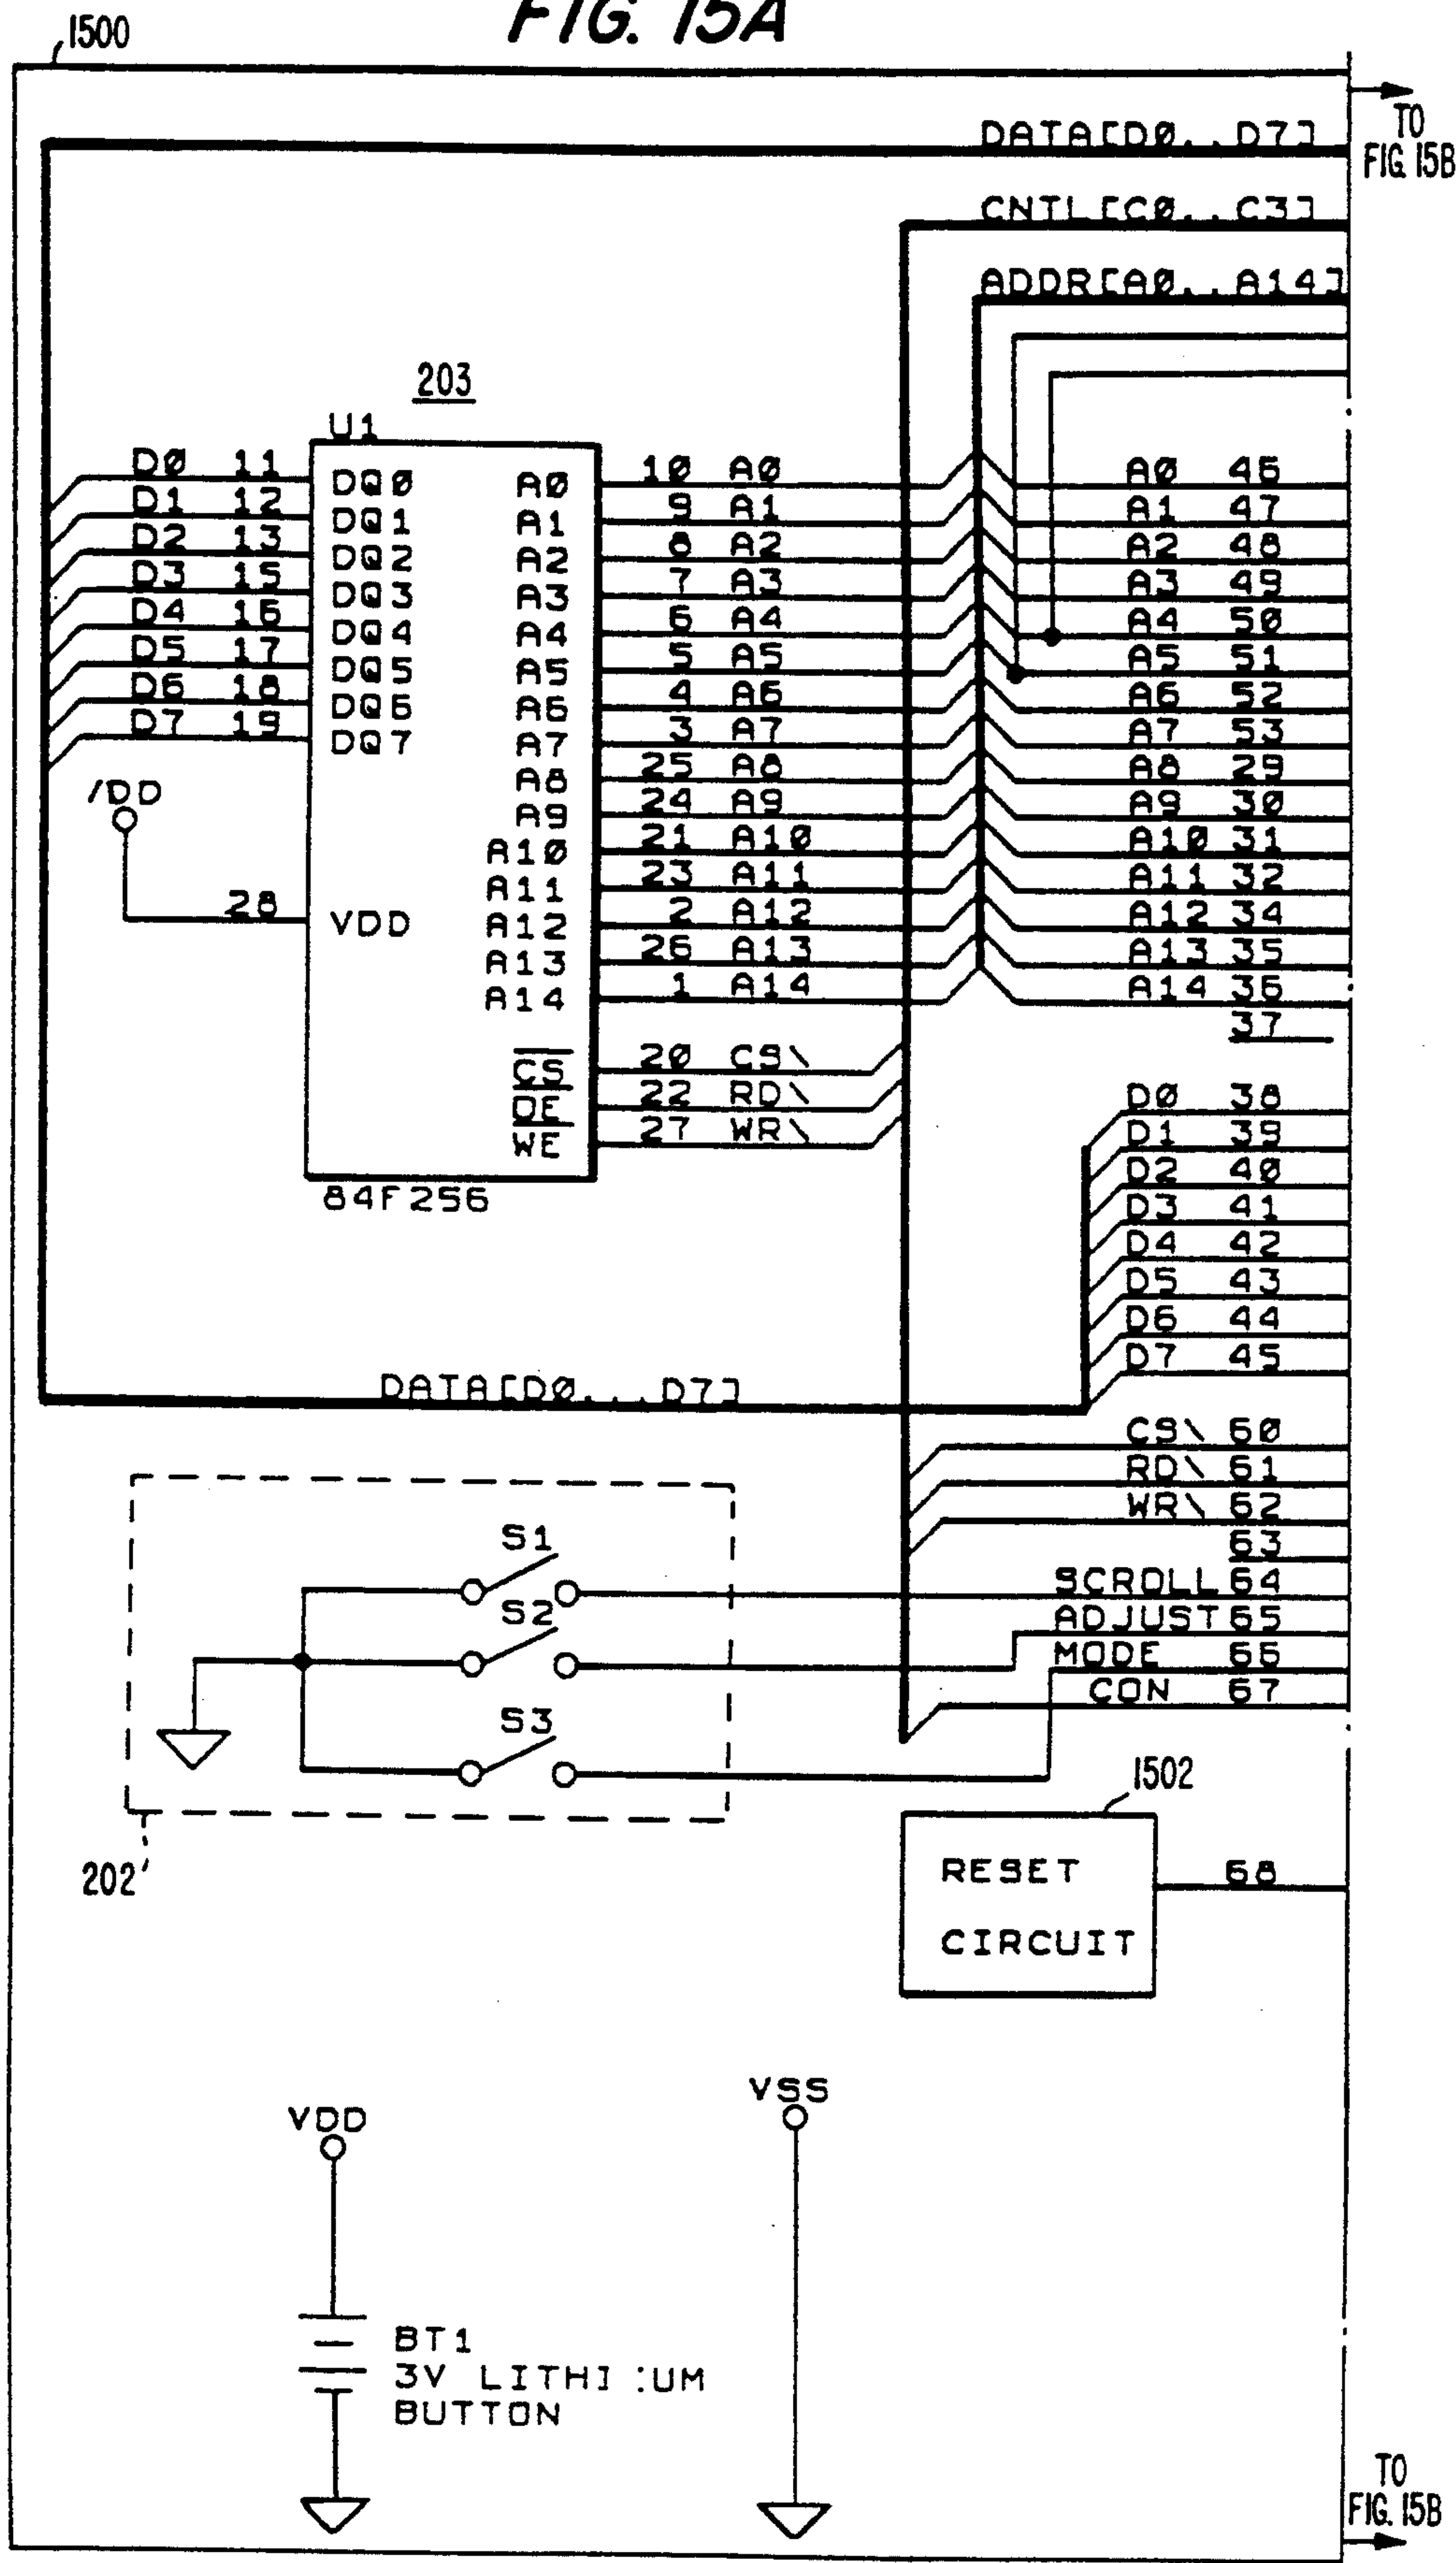 FIG. 15A
1500
TO
FIG. 15B
DATA[D0..D7]
CNTL[C0..C3]
ADDR[A0..A14]
203
U1
D0 11 DQ0 A0 10 A0 A0 46
D1 12 DQ1 A1 9 A1 A1 47
D2 13 DQ2 A2 8 A2 A2 48
D3 15 DQ3 A3 7 A3 A3 49
D4 16 DQ4 A4 6 A4 A4 50
D5 17 DQ5 A5 5 A5 A5 51
D6 18 DQ6 A6 4 A6 A6 52
D7 19 DQ7 A7 3 A7 A7 53
A8 25 A8 A8 29
/DD
A9 24 A9 A9 30
A10 21 A10 A10 31
A11 23 A11 A11 32
28 VDD A12 2 A12 A12 34
A13 26 A13 A13 35
A14 1 A14 A14 36
37
CS 20 CS\
OE 22 RD\
WE 27 WR\
84F256
D0 38
D1 39
D2 40
D3 41
D4 42
D5 43
D6 44
D7 45
DATA[D0...D7]
CS\ 60
RD\ 61
WR\ 62
63
S1
SCROLL 64
S2
ADJUST 65
MODE 66
CON 67
S3
202
1502
RESET
CIRCUIT
68
VDD
VSS
BT1
3V LITHIUM
BUTTON
TO
FIG. 15B